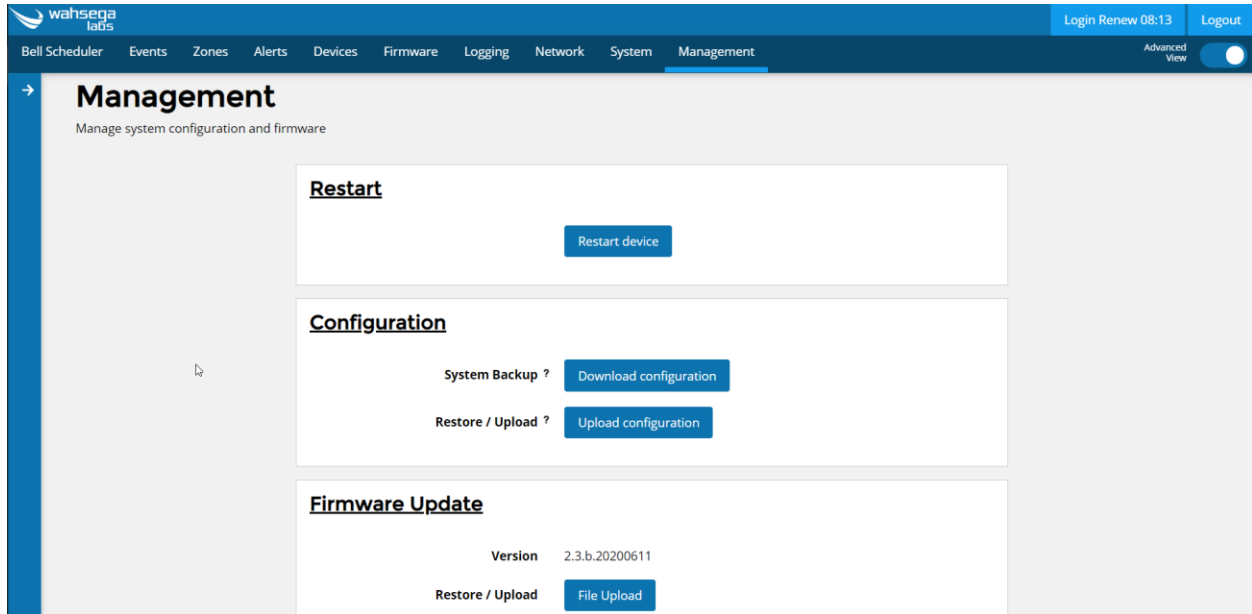 wahsega
labs
Login Renew 08:13 Logout
Bell Scheduler Events Zones Alerts Devices Firmware Logging Network System Management
Advanced
View
Management
Manage system configuration and firmware
Restart
Restart device
Configuration
System Backup ? Download configuration
Restore / Upload ? Upload configuration
Firmware Update
Version 2.3.b.20200611
Restore / Upload File Upload